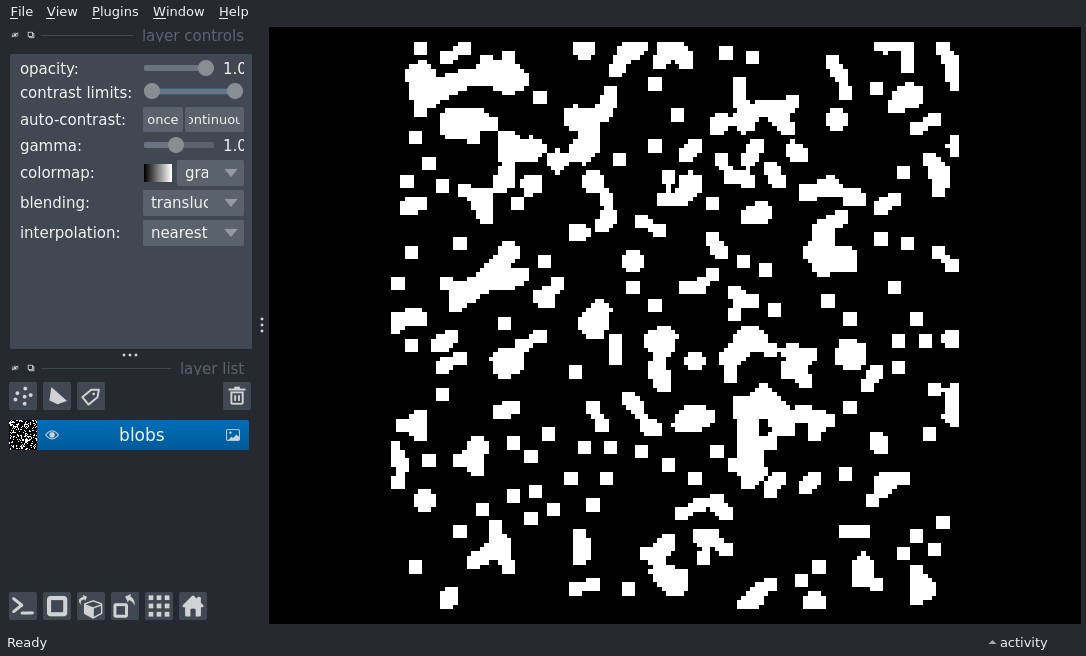 File View Plugins Window Help
layer controls
opacity: 1.0
contrast limits:
auto-contrast: once ontinuou
gamma: 1.0
colormap: gra
blending: transluc
interpolation: nearest
layer list
blobs
Ready
activity